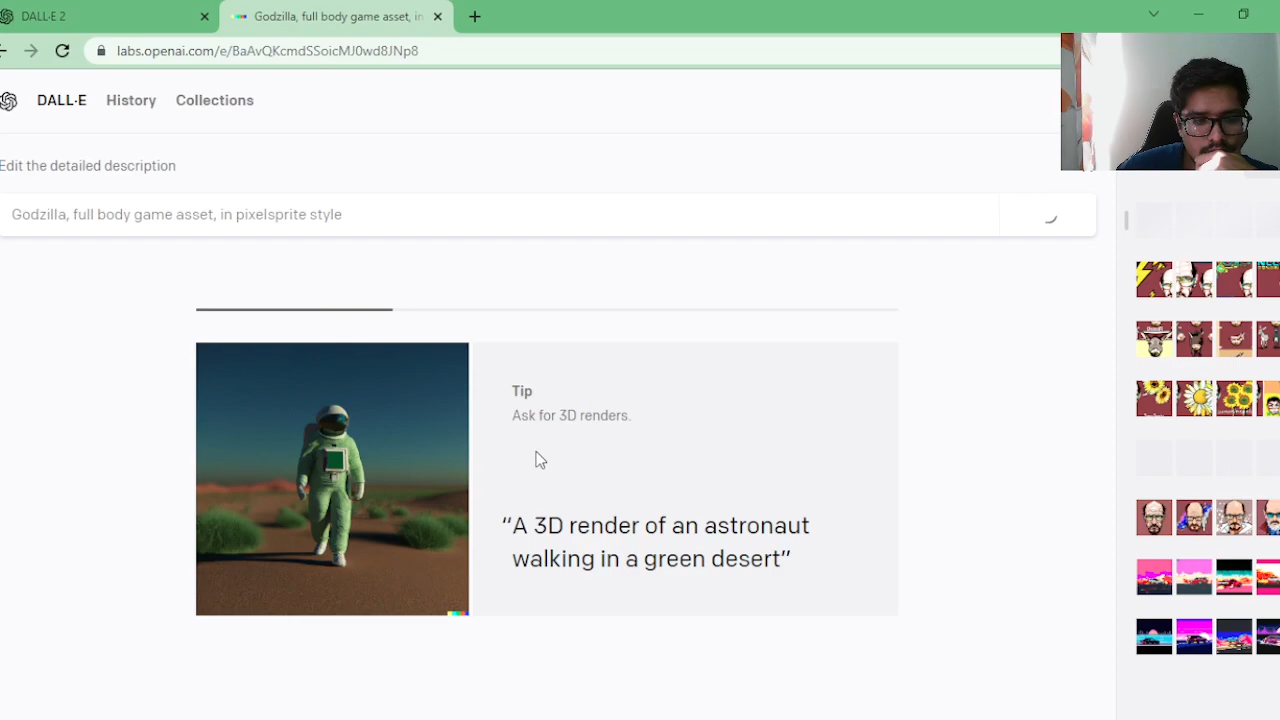 DALL·E 2
Godzilla, full body game asset, in
labs.openai.com/e/BaAvQKcmdSSoicMJ0wd8JNp8
DALL·E History Collections
Edit the detailed description
Godzilla, full body game asset, in pixelsprite style
Tip
Ask for 3D renders.
“A 3D render of an astronaut
walking in a green desert”